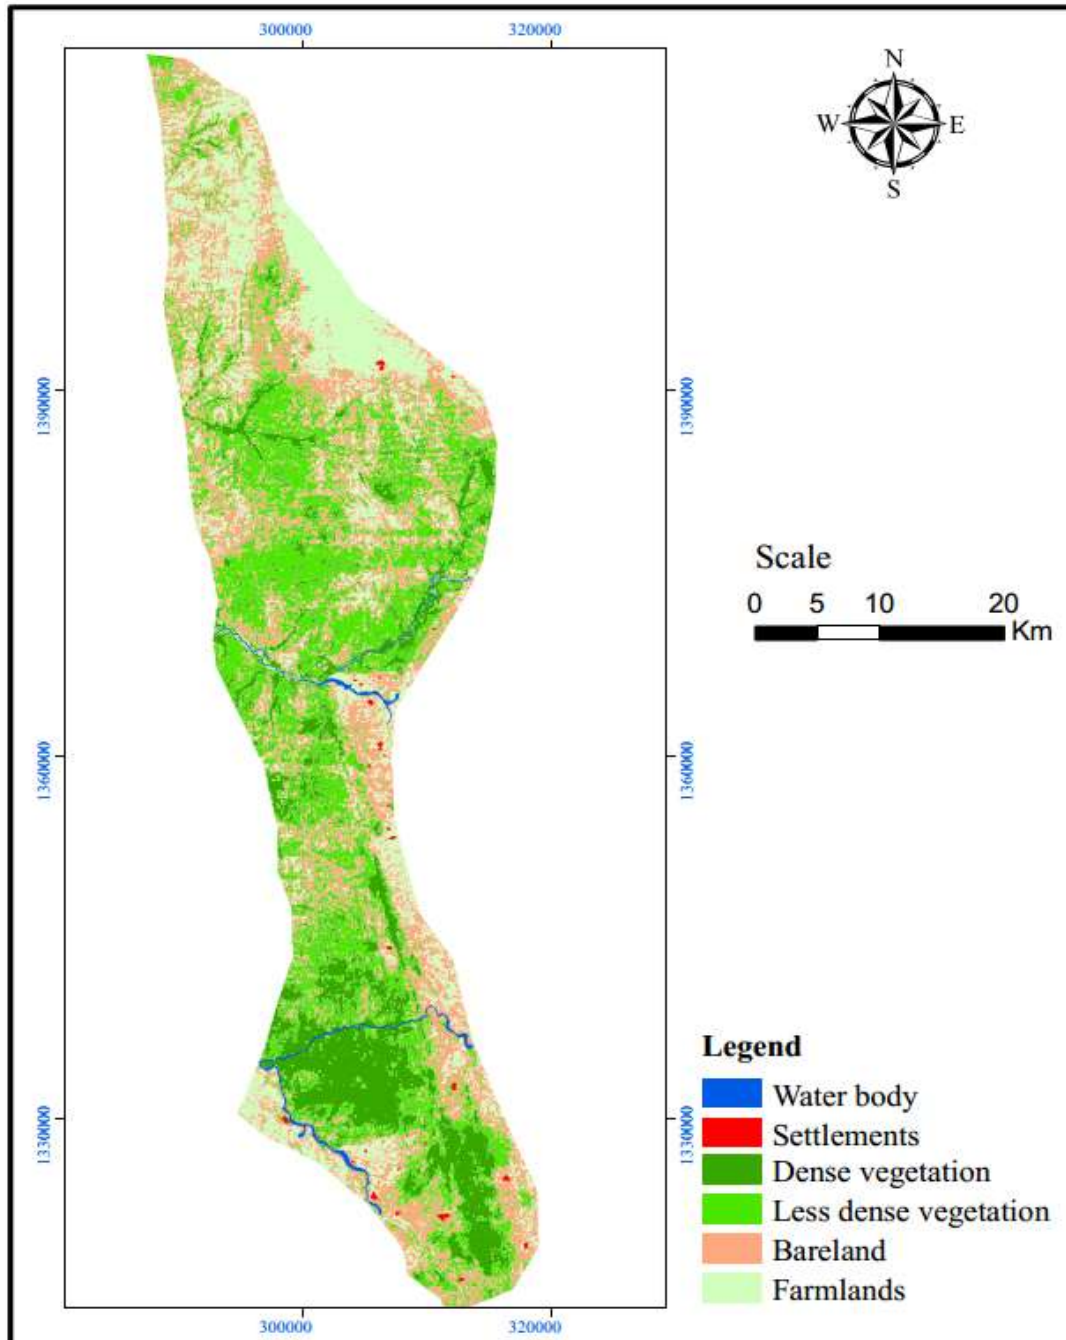 300000 320000
N
W E
S
1390000 1390000
Scale
0 5 10 20
Km
1360000 1360000
Legend
Water body
Settlements
1330000 1330000
Dense vegetation
Less dense vegetation
Bareland
Farmlands
300000 320000